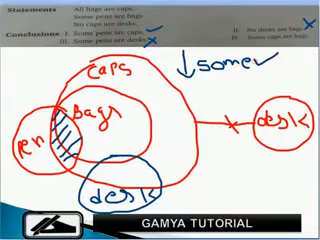 Statements
All bags are caps.
Some pens are bags.
No caps are desks.
Conclusions I. Some pens are caps. II. No desks are bags.
III. Some pens are desks. IV. Some caps are bags.
↓some
caps
Bags
pen
desk
desk
GAMYA TUTORIAL